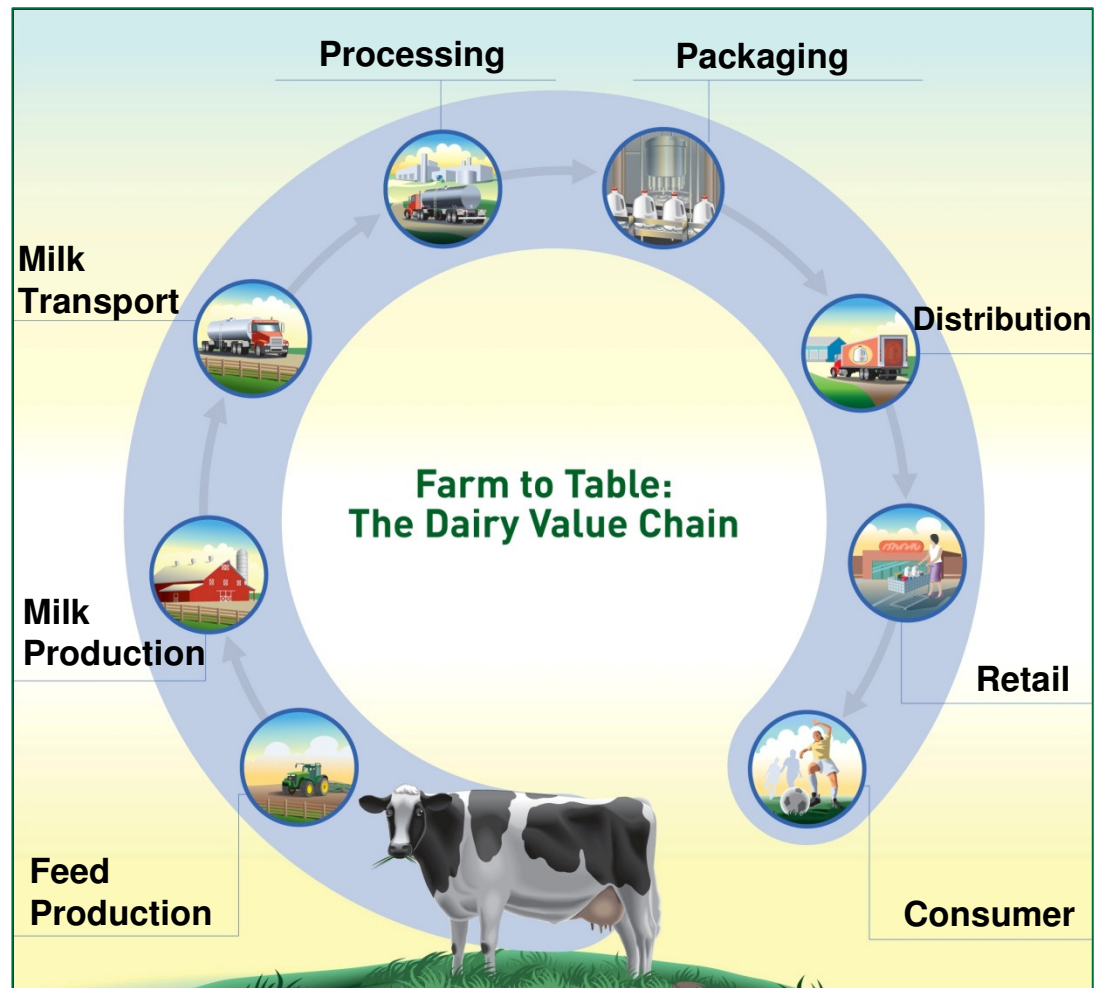 Processing
Packaging
Milk
Transport
Distribution
Farm to Table:
The Dairy Value Chain
Milk
Production
Retail
Feed
Production
Consumer